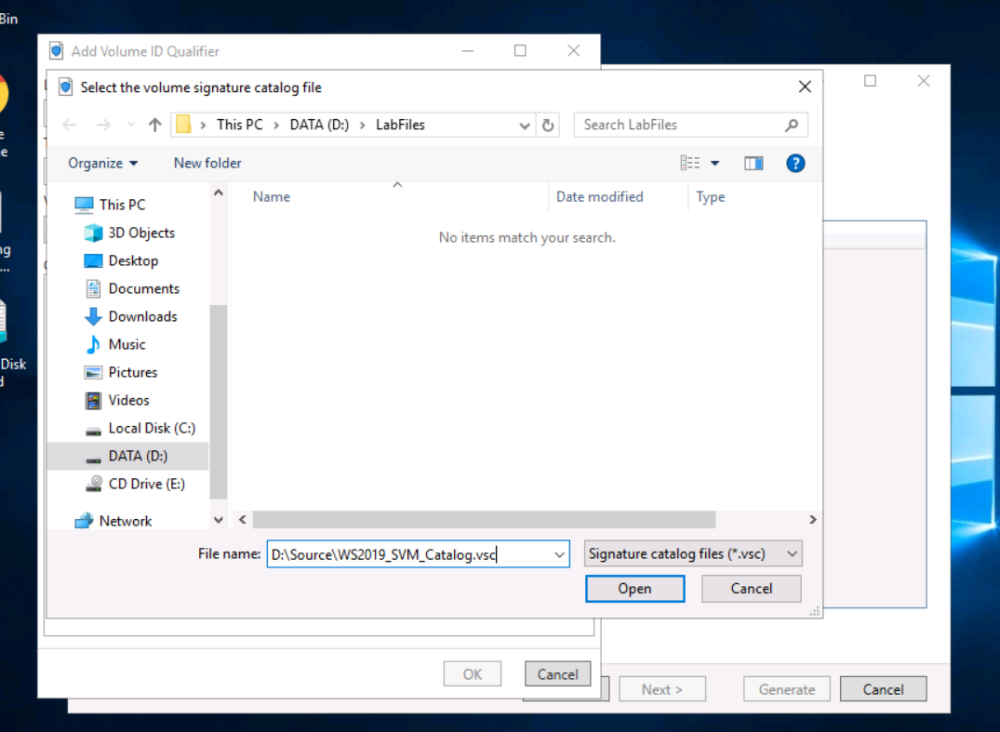 Bin
Add Volume ID Qualifier
Select the volume signature catalog file
This PC > DATA (D:) > LabFiles
Search LabFiles
Organize
New folder
Name
Date modified
Type
No items match your search.
This PC
3D Objects
Desktop
Documents
Downloads
Music
Pictures
Videos
Local Disk (C:)
DATA (D:)
CD Drive (E:)
Network
Disk
File name: D:\Source\WS2019_SVM_Catalog.vsc
Signature catalog files (*.vsc)
Open
Cancel
OK
Cancel
Next >
Generate
Cancel